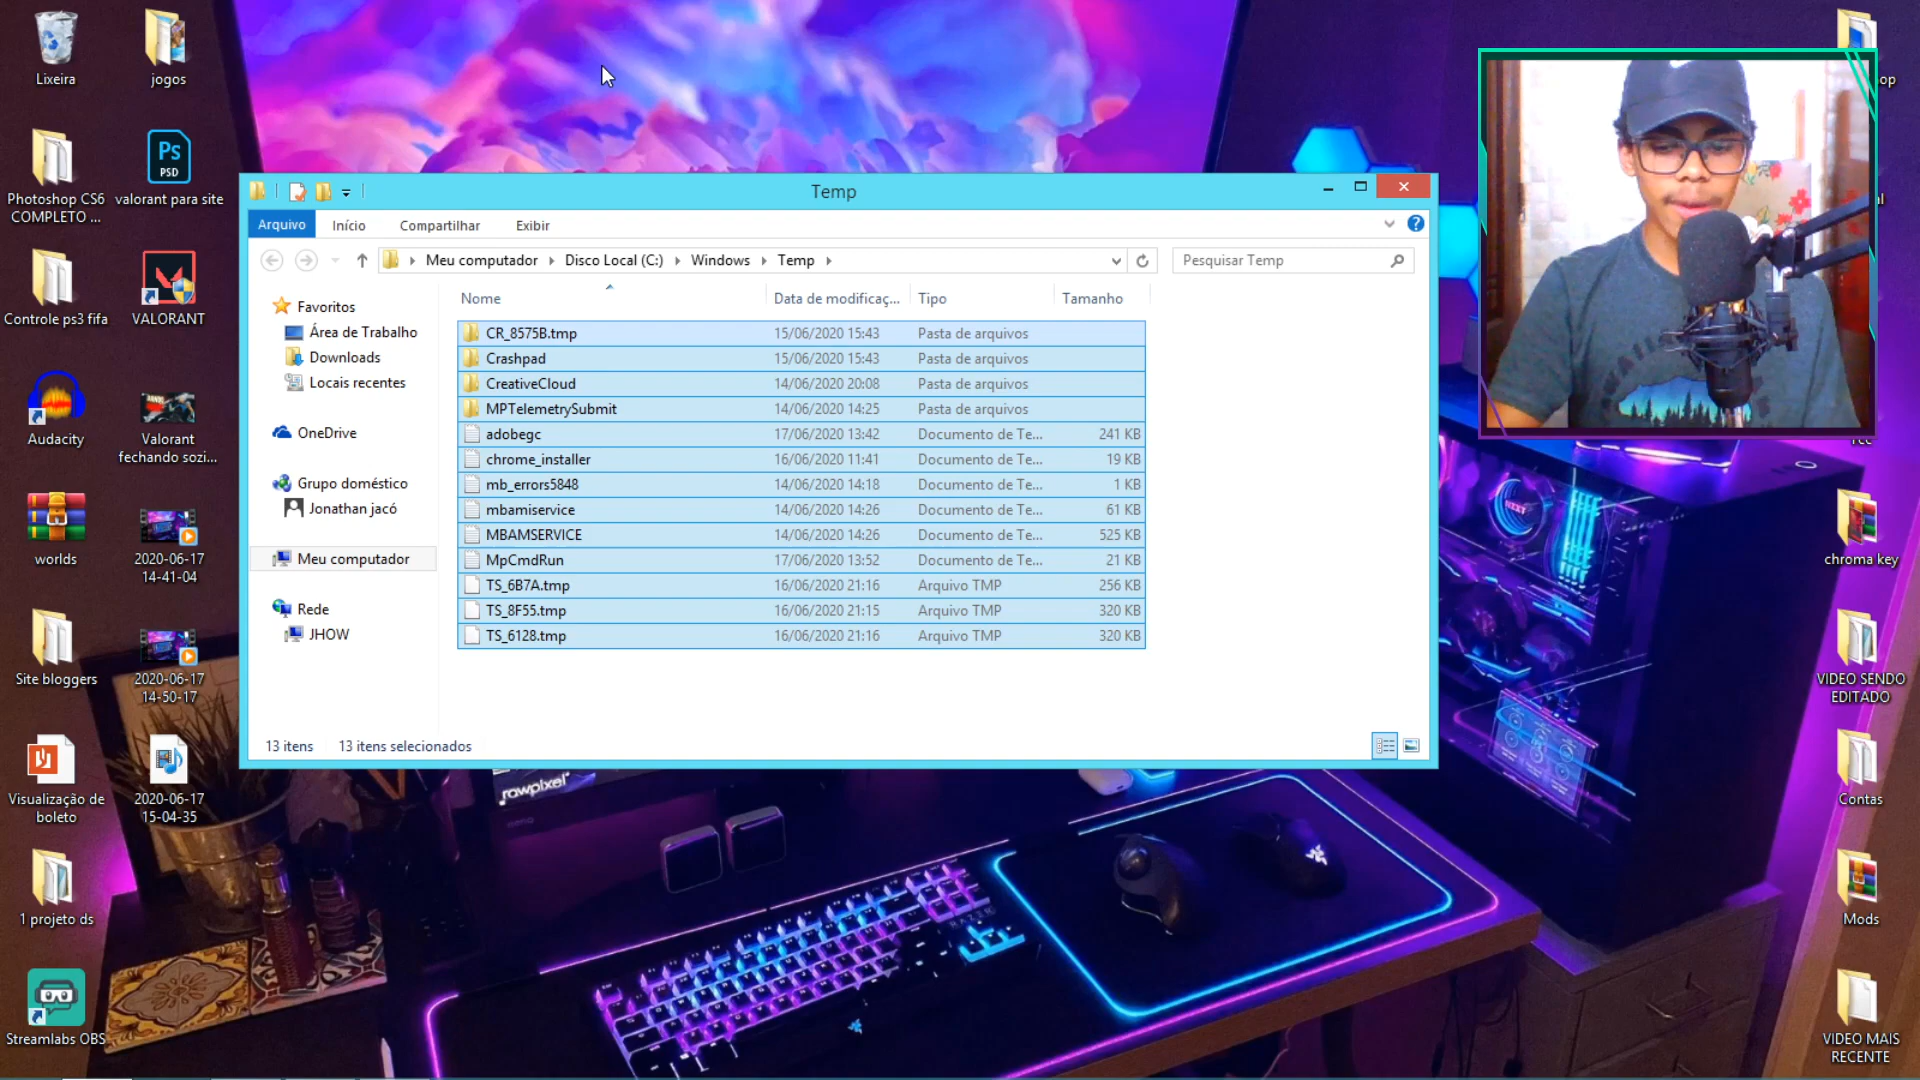 Lixeira
jogos
Photoshop CS6
COMPLETO ...
Ps
PSD
valorant para site
Controle ps3 fifa
VALORANT
Audacity
Valorant
fechando sozi...
worlds
2020-06-17
14-41-04
Site bloggers
2020-06-17
14-50-17
Visualização de
boleto
2020-06-17
15-04-35
1 projeto ds
Streamlabs OBS
Temp
Arquivo
Início
Compartilhar
Exibir
Meu computador
Disco Local (C:)
Windows
Temp
Pesquisar Temp
Favoritos
Área de Trabalho
Downloads
Locais recentes
OneDrive
Grupo doméstico
Jonathan jacó
Meu computador
Rede
JHOW
Nome Data de modificaç... Tipo Tamanho
CR_8575B.tmp 15/06/2020 15:43 Pasta de arquivos
Crashpad 15/06/2020 15:43 Pasta de arquivos
CreativeCloud 14/06/2020 20:08 Pasta de arquivos
MPTelemetrySubmit 14/06/2020 14:25 Pasta de arquivos
adobegc 17/06/2020 13:42 Documento de Te... 241 KB
chrome_installer 16/06/2020 11:41 Documento de Te... 19 KB
mb_errors5848 14/06/2020 14:18 Documento de Te... 1 KB
mbamiservice 14/06/2020 14:26 Documento de Te... 61 KB
MBAMSERVICE 14/06/2020 14:26 Documento de Te... 525 KB
MpCmdRun 17/06/2020 13:52 Documento de Te... 21 KB
TS_6B7A.tmp 16/06/2020 21:16 Arquivo TMP 256 KB
TS_8F55.tmp 16/06/2020 21:15 Arquivo TMP 320 KB
TS_6128.tmp 16/06/2020 21:16 Arquivo TMP 320 KB
13 itens 13 itens selecionados
rawpixel
chroma key
VIDEO SENDO
EDITADO
Contas
Mods
VIDEO MAIS
RECENTE